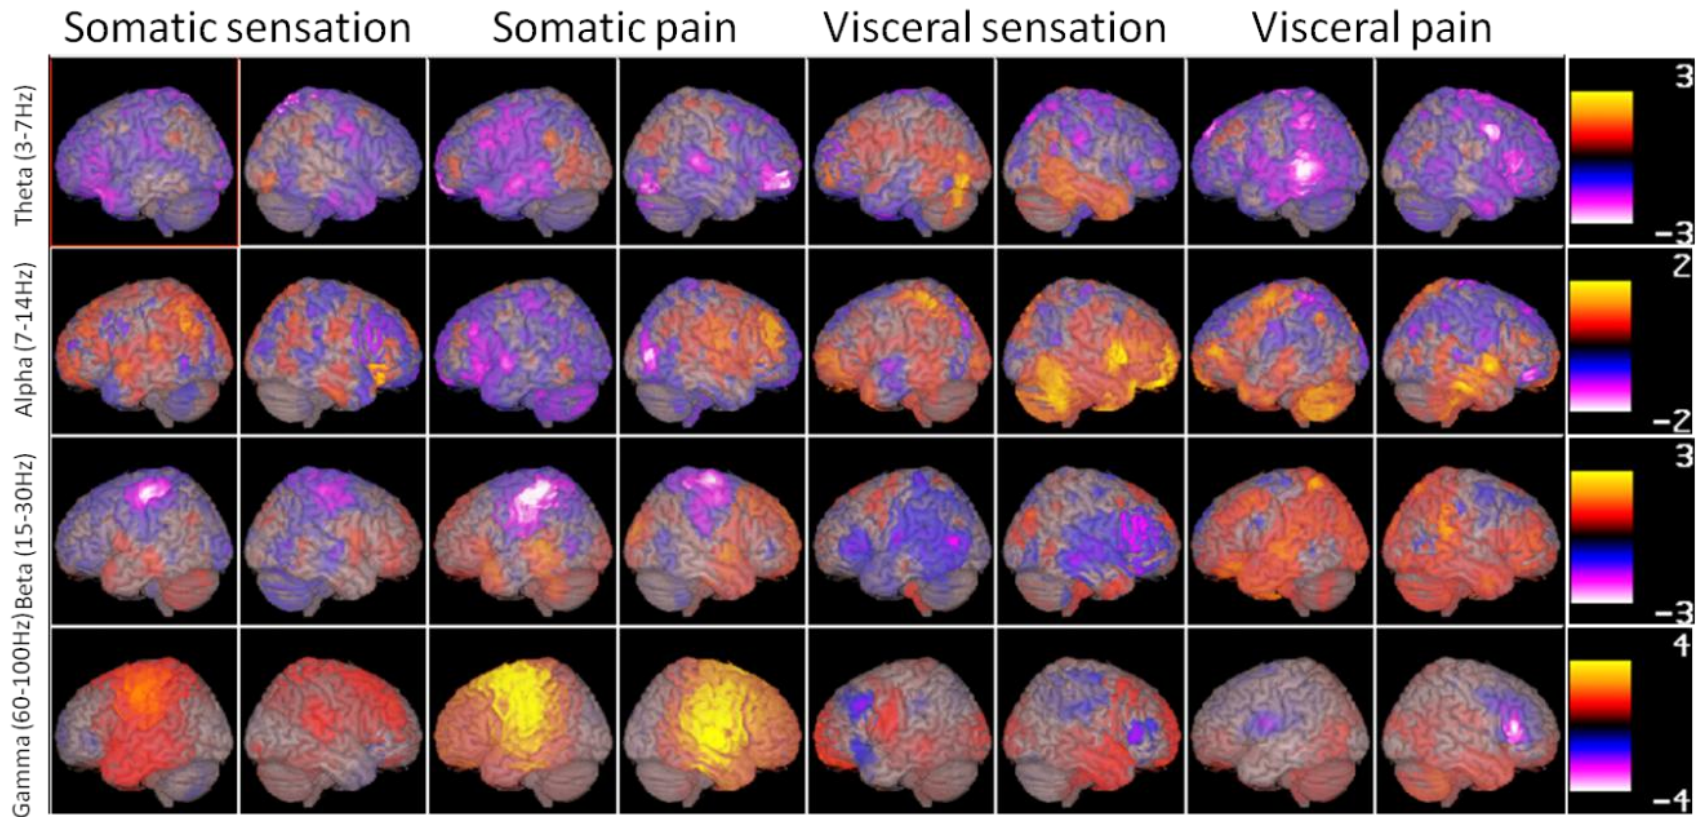 Somatic sensation Somatic pain Visceral sensation Visceral pain
Theta (3-7Hz)
3
-3
Alpha (7-14Hz)
2
-2
Beta (15-30Hz)
3
-3
Gamma (60-100Hz)
4
-4